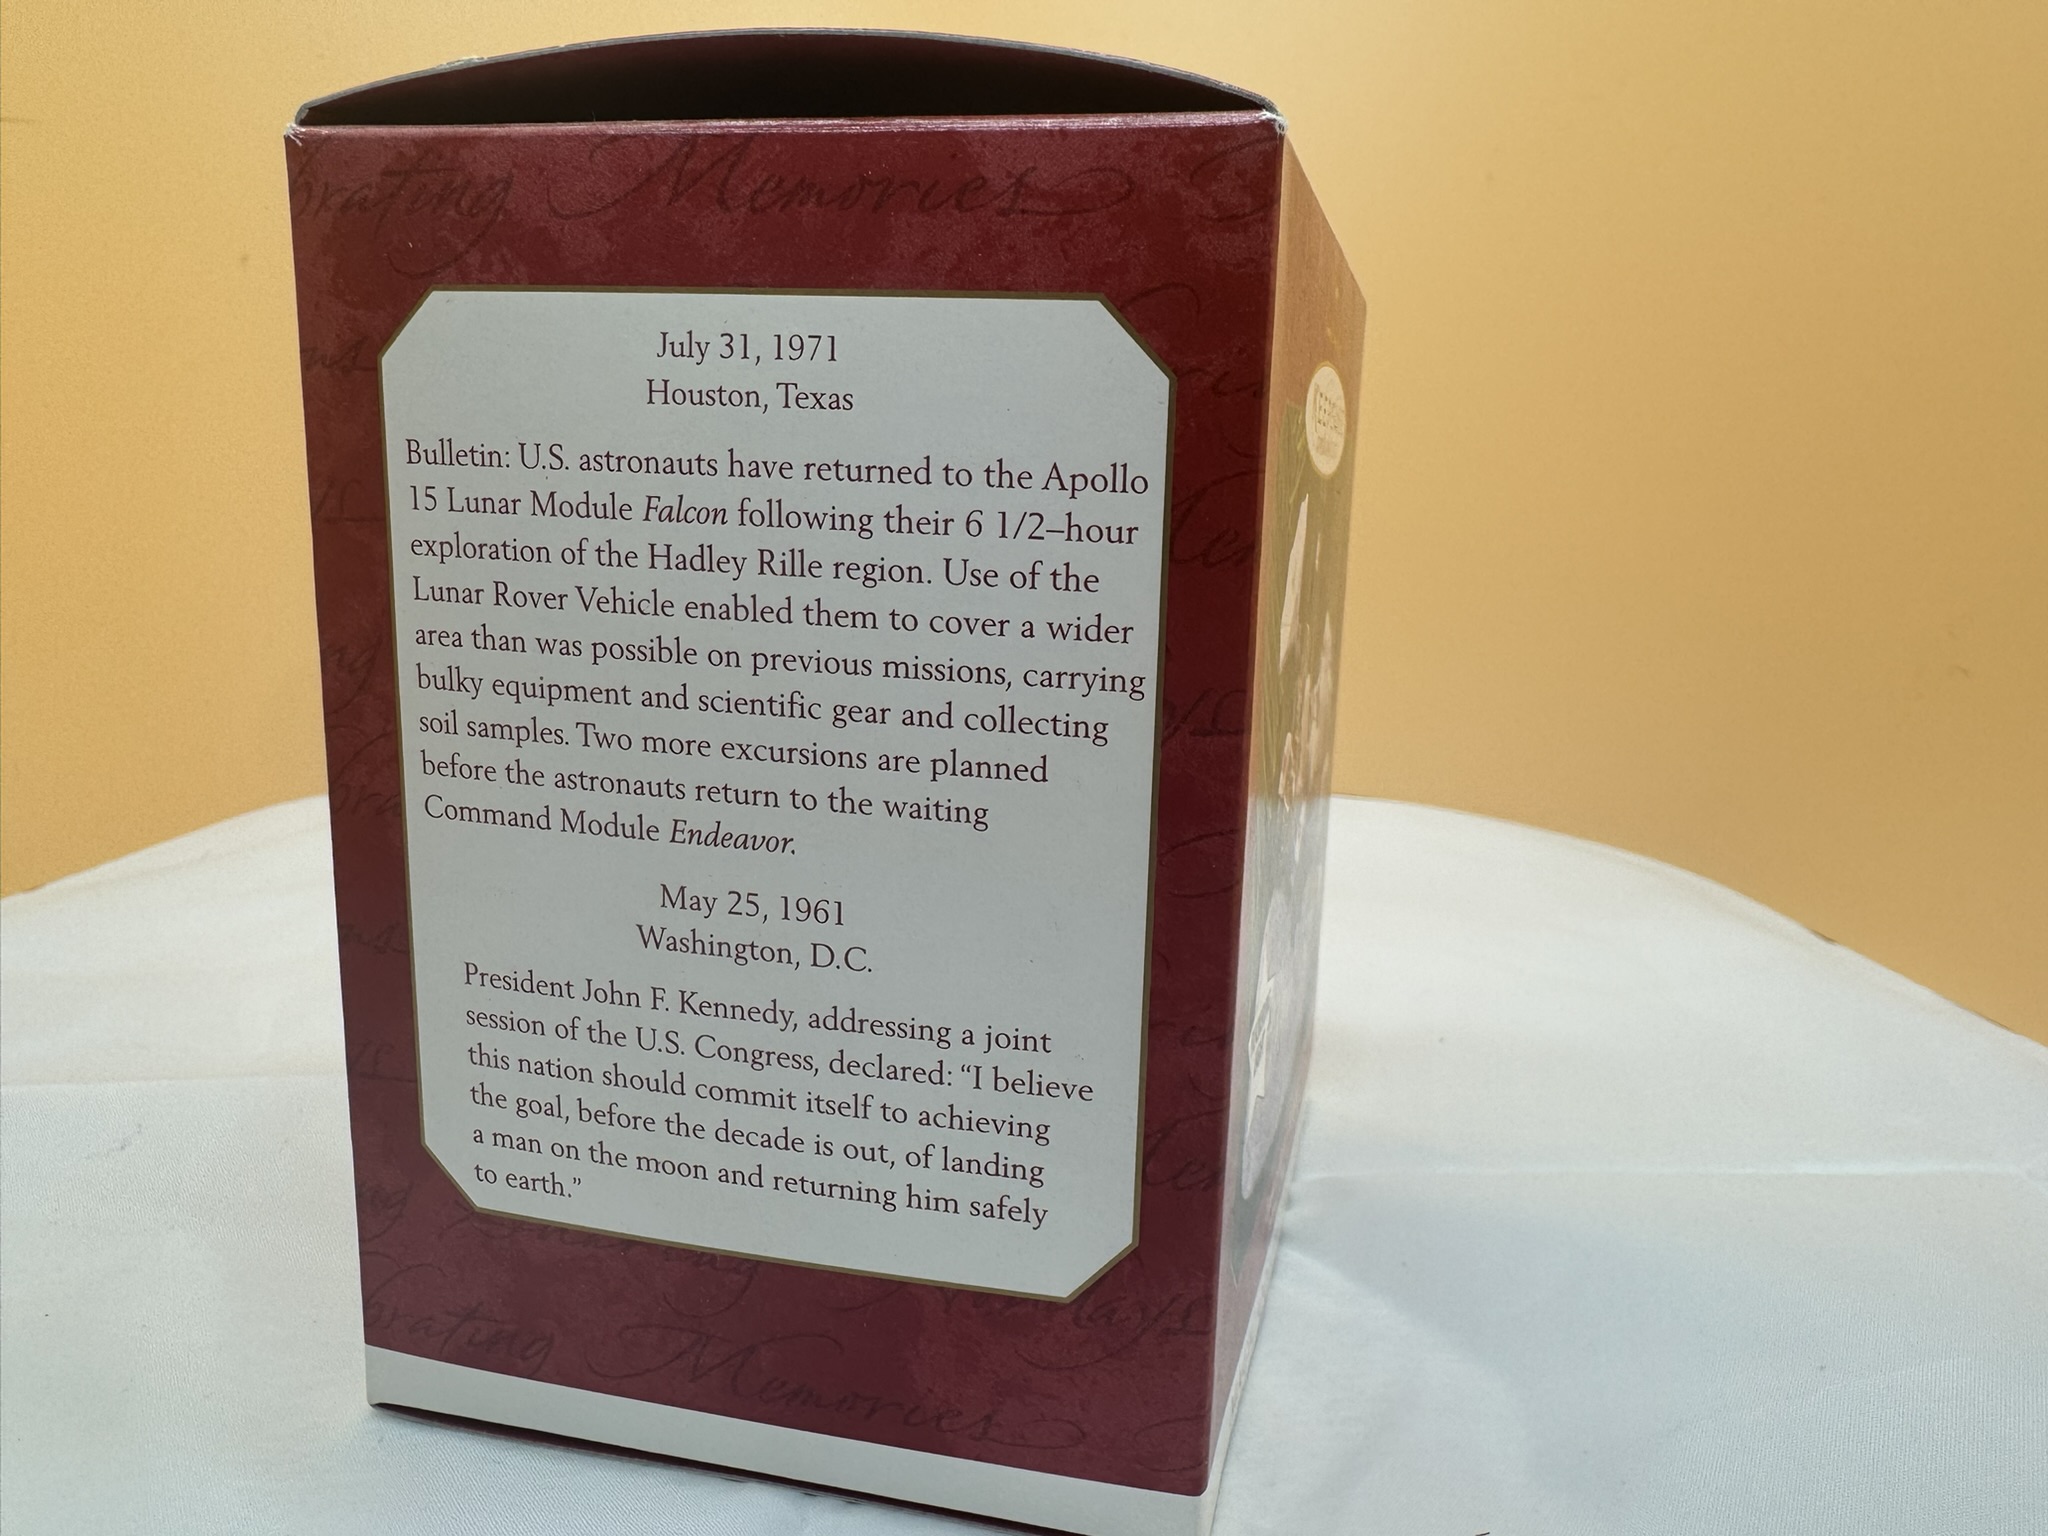 brating Memories
July 31, 1971
Houston, Texas
Bulletin: U.S. astronauts have returned to the Apollo
15 Lunar Module Falcon following their 6 1/2–hour
exploration of the Hadley Rille region. Use of the
Lunar Rover Vehicle enabled them to cover a wider
area than was possible on previous missions, carrying
bulky equipment and scientific gear and collecting
soil samples. Two more excursions are planned
before the astronauts return to the waiting
Command Module Endeavor.
May 25, 1961
Washington, D.C.
President John F. Kennedy, addressing a joint
session of the U.S. Congress, declared: “I believe
this nation should commit itself to achieving
the goal, before the decade is out, of landing
a man on the moon and returning him safely
to earth.”
brating Memories